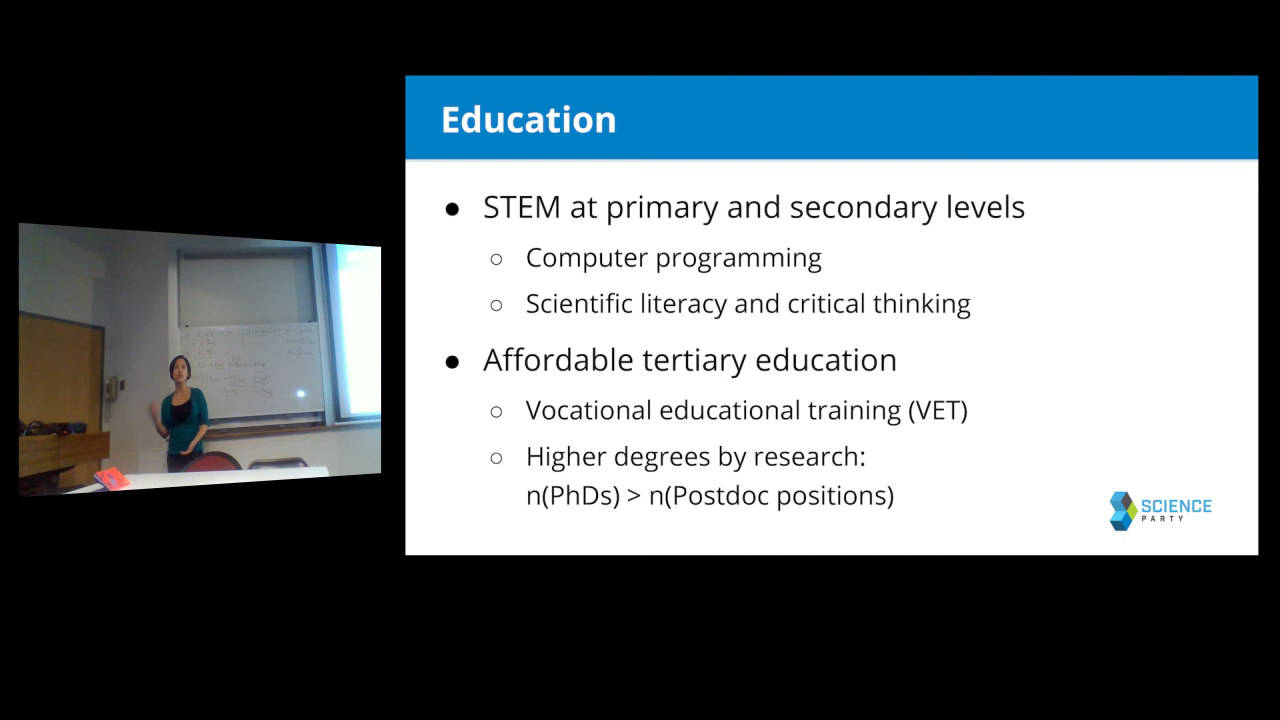 Education
● STEM at primary and secondary levels
○ Computer programming
○ Scientific literacy and critical thinking
● Affordable tertiary education
○ Vocational educational training (VET)
○ Higher degrees by research:
n(PhDs) > n(Postdoc positions)
SCIENCE
PARTY